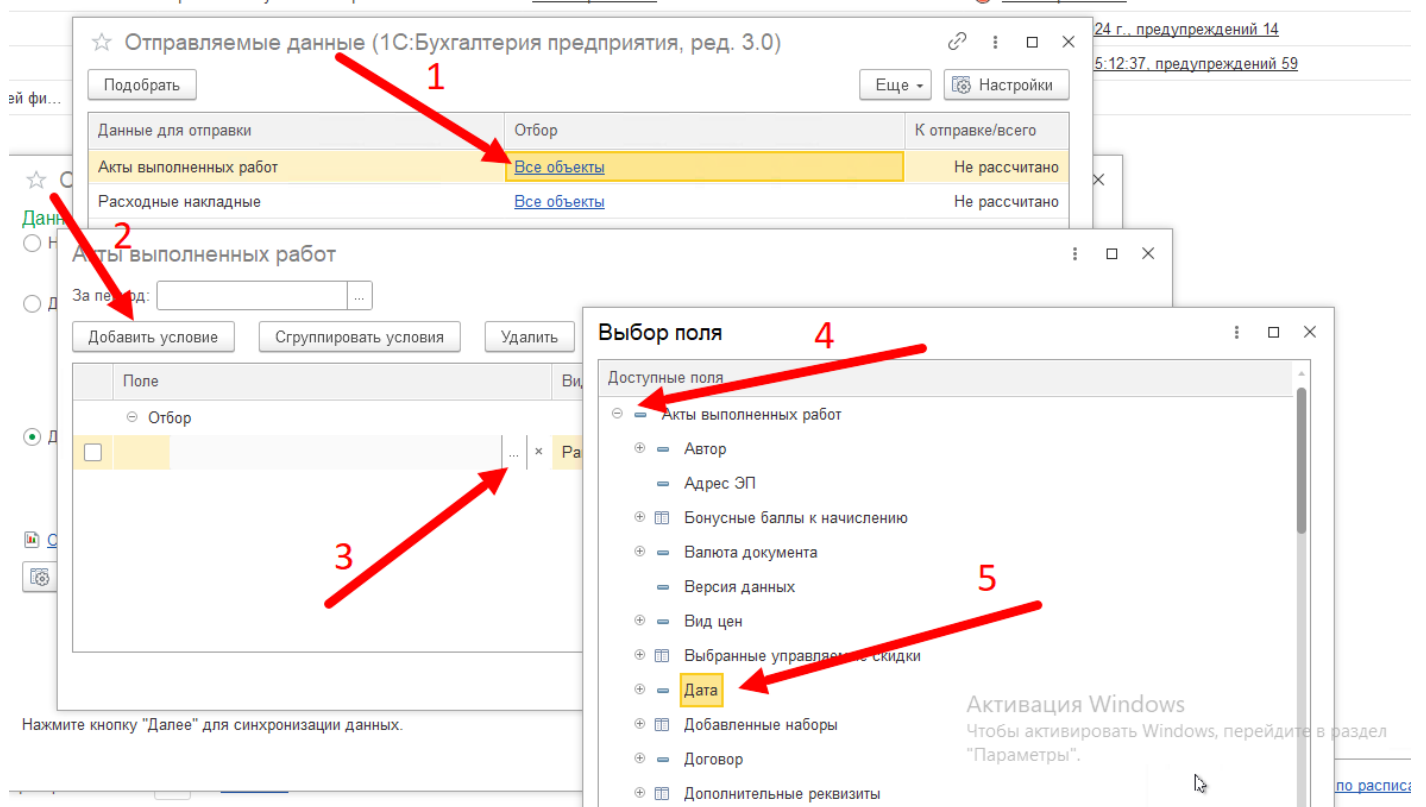 24 г., предупреждений 14
Отправляемые данные (1С:Бухгалтерия предприятия, ред. 3.0)
1
5:12:37, предупреждений 59
Подобрать
Еще
Настройки
ей фи...
Данные для отправки Отбор К отправке/всего
Акты выполненных работ Все объекты Не рассчитано
Расходные накладные Все объекты Не рассчитано
2
Акты выполненных работ
За период: ...
Добавить условие Сгруппировать условия Удалить
Поле
Отбор
...
×
3
Выбор поля
4
Доступные поля
Акты выполненных работ
Автор
Адрес ЭП
Бонусные баллы к начислению
Валюта документа
Версия данных
5
Вид цен
Выбранные управляемые скидки
Дата
Добавленные наборы
Договор
Дополнительные реквизиты
Активация Windows
Чтобы активировать Windows, перейдите в раздел
"Параметры".
Нажмите кнопку "Далее" для синхронизации данных.
по расписа